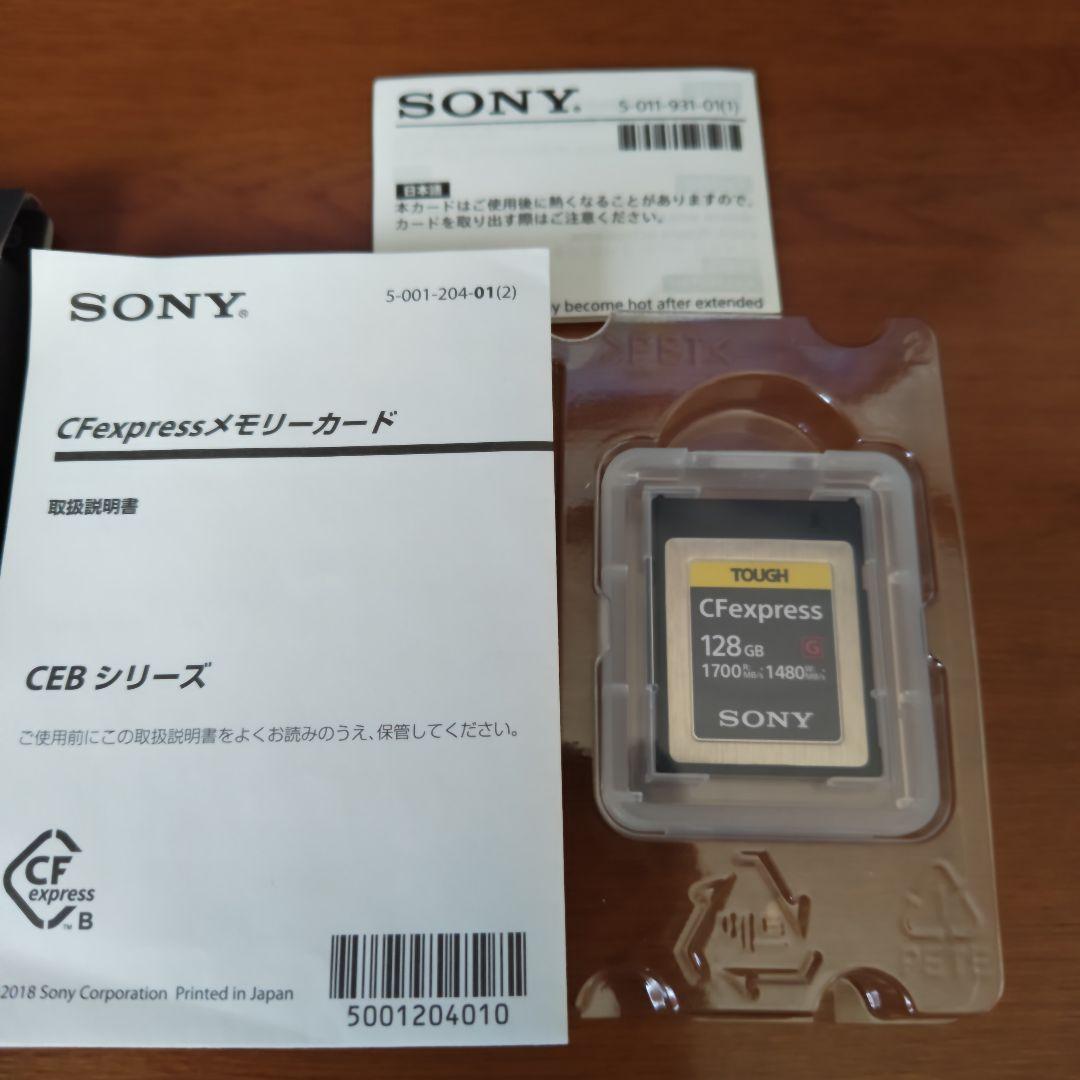 SONY®
5-011-931-01(1)
日本語
本カードはご使用後に熱くなることがありますので、
カードを取り出す際はご注意ください。
y become hot after extended
SONY®
5-001-204-01(2)
CFexpressメモリーカード
取扱説明書
CEB シリーズ
ご使用前にこの取扱説明書をよくお読みのうえ、保管してください。
CF
express
™ B
2018 Sony Corporation Printed in Japan
5001204010
>PET<
TOUGH
CFexpress
128 GB G
1700 R: MB/s 1480 W: MB/s
SONY
페트
PETE